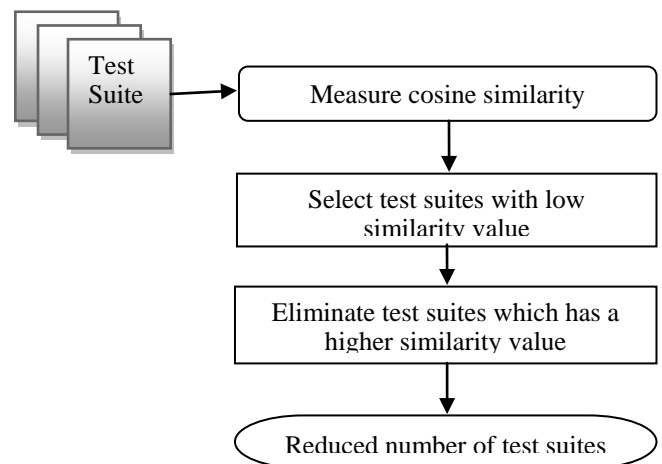 Test
Suite
Measure cosine similarity
Select test suites with low
similarity value
Eliminate test suites which has a
higher similarity value
Reduced number of test suites